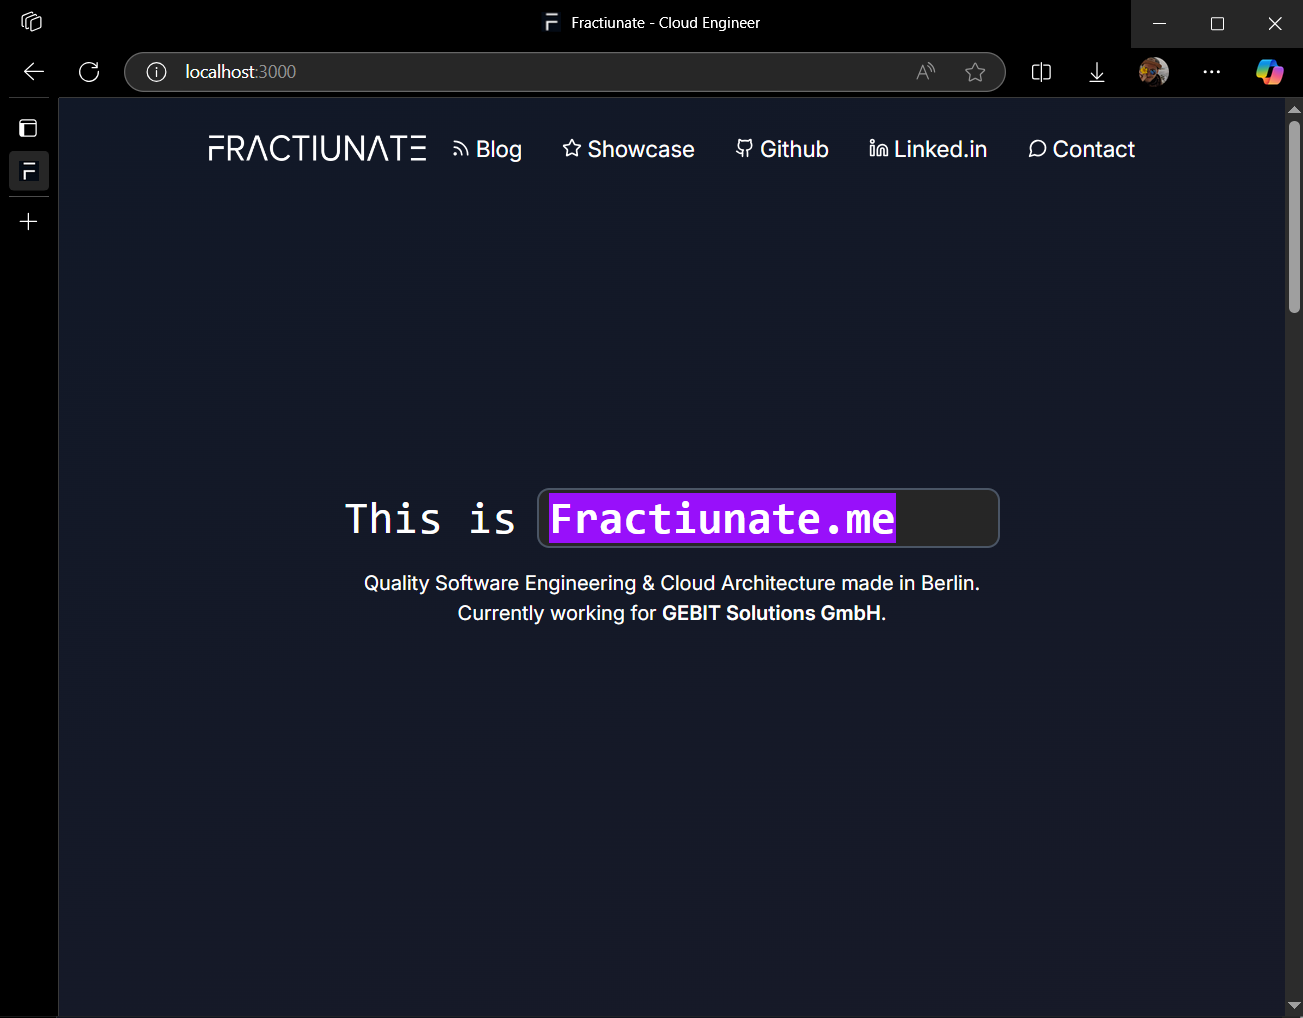 Fractiunate - Cloud Engineer
localhost:3000
FRACTIUNATE Blog Showcase Github Linked.in Contact
This is Fractiunate.me
Quality Software Engineering & Cloud Architecture made in Berlin.
Currently working for GEBIT Solutions GmbH.